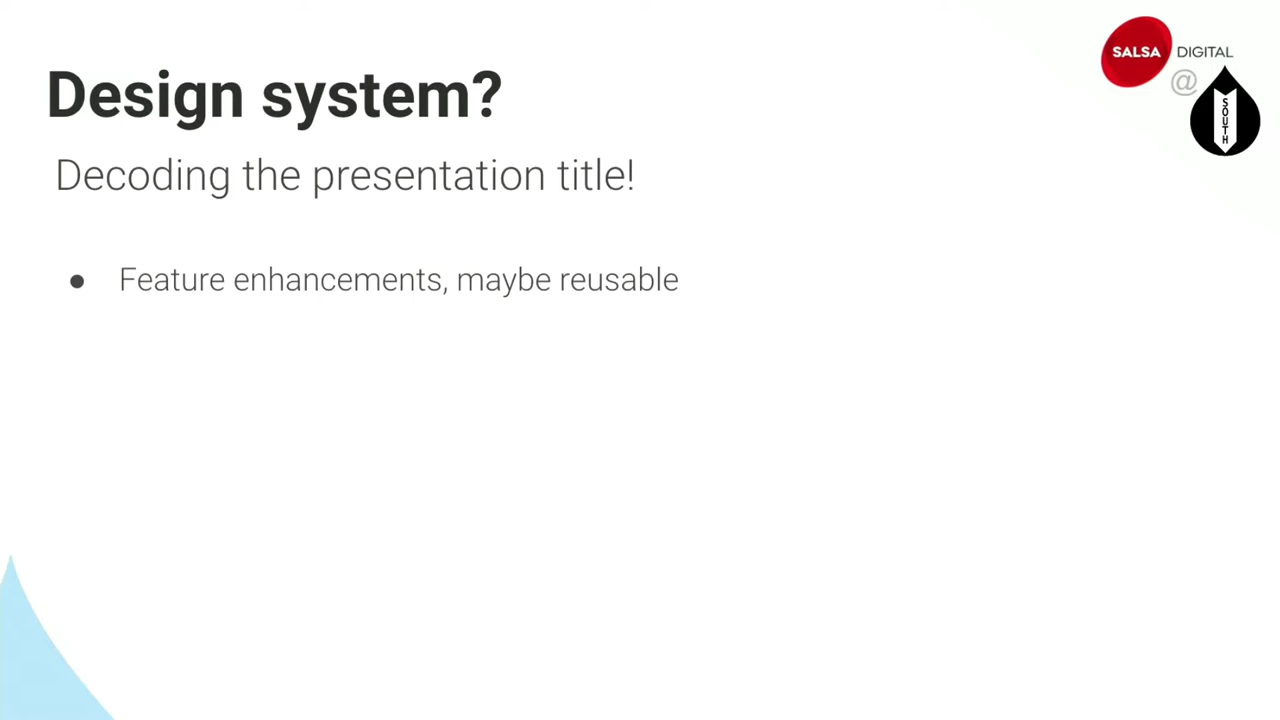 Design system?
Decoding the presentation title!
● Feature enhancements, maybe reusable
SALSA DIGITAL
@
SOUTH